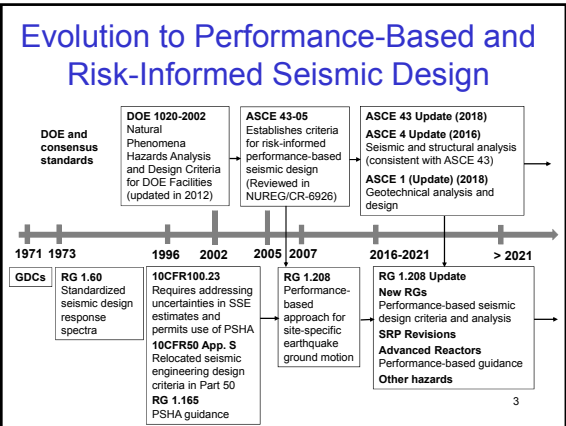 Evolution to Performance-Based and
Risk-Informed Seismic Design
DOE and
consensus
standards
DOE 1020-2002
Natural
Phenomena
Hazards Analysis
and Design Criteria
for DOE Facilities
(updated in 2012)
ASCE 43-05
Establishes criteria
for risk-informed
performance-based
seismic design
(Reviewed in
NUREG/CR-6926)
ASCE 43 Update (2018)
ASCE 4 Update (2016)
Seismic and structural analysis
(consistent with ASCE 43)
ASCE 1 (Update) (2018)
Geotechnical analysis and
design
1971 1973 1996 2002 2005 2007 2016-2021 > 2021
GDCs
RG 1.60
Standardized
seismic design
response
spectra
10CFR100.23
Requires addressing
uncertainties in SSE
estimates and
permits use of PSHA
10CFR50 App. S
Relocated seismic
engineering design
criteria in Part 50
RG 1.165
PSHA guidance
RG 1.208
Performance-
based
approach for
site-specific
earthquake
ground motion
RG 1.208 Update
New RGs
Performance-based seismic
design criteria and analysis
SRP Revisions
Advanced Reactors
Performance-based guidance
Other hazards
3